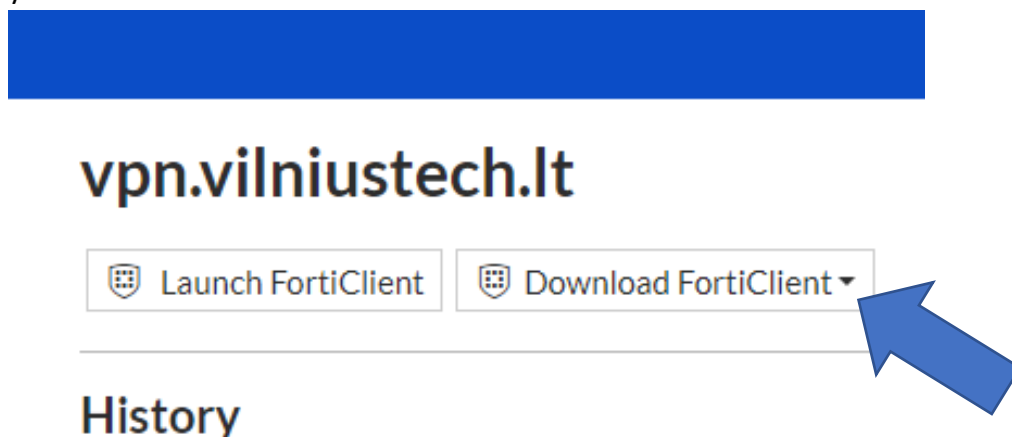 vpn.vilniustech.lt
Launch FortiClient
Download FortiClient
History